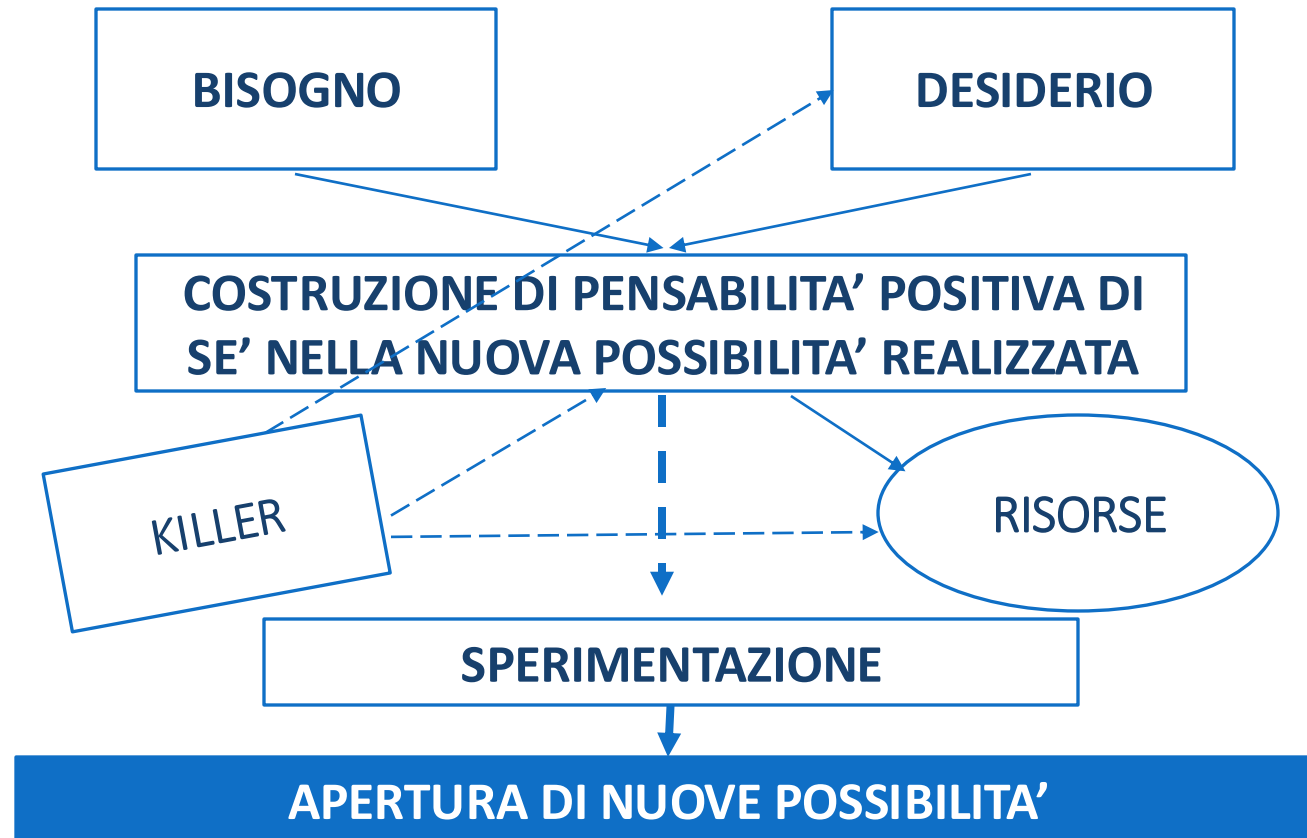 BISOGNO
DESIDERIO
COSTRUZIONE DI PENSABILITA’ POSITIVA DI
SE’ NELLA NUOVA POSSIBILITA’ REALIZZATA
KILLER
RISORSE
SPERIMENTAZIONE
APERTURA DI NUOVE POSSIBILITA’